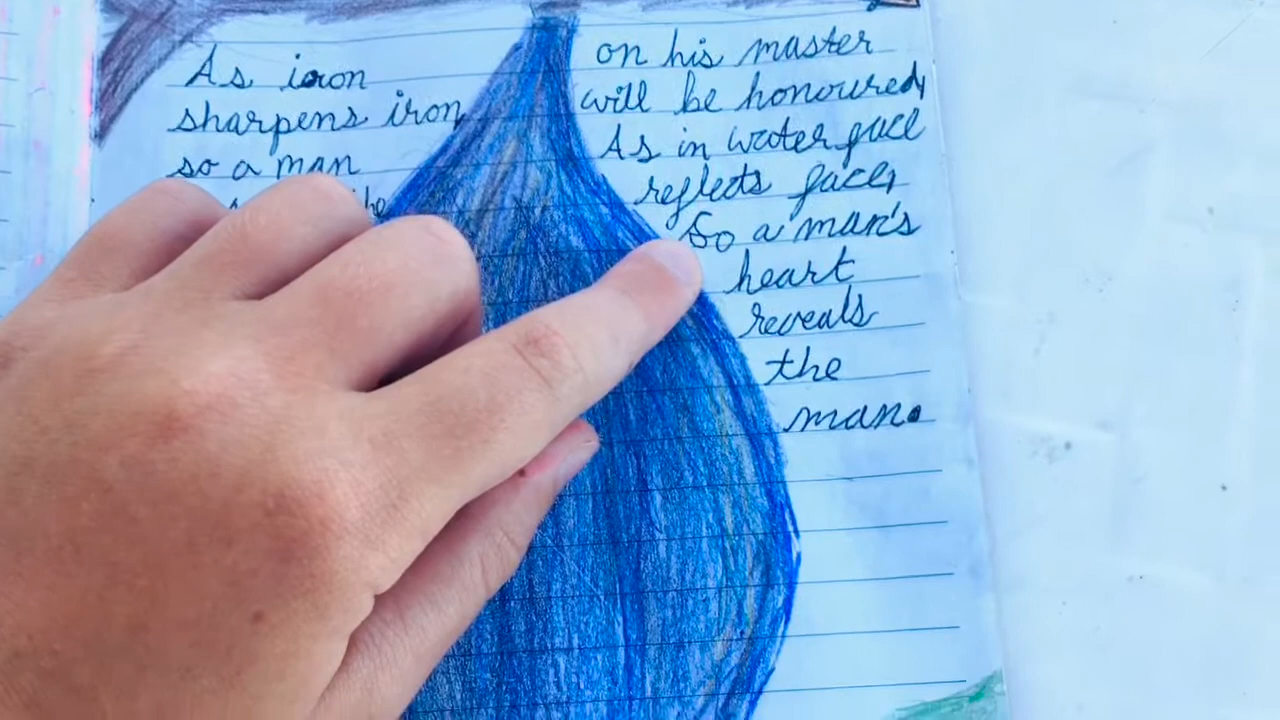 As iron
sharpens iron
so a man
on his master
will be honoured,
As in water face
reflects face,
So a man's
heart
reveals
the
man.